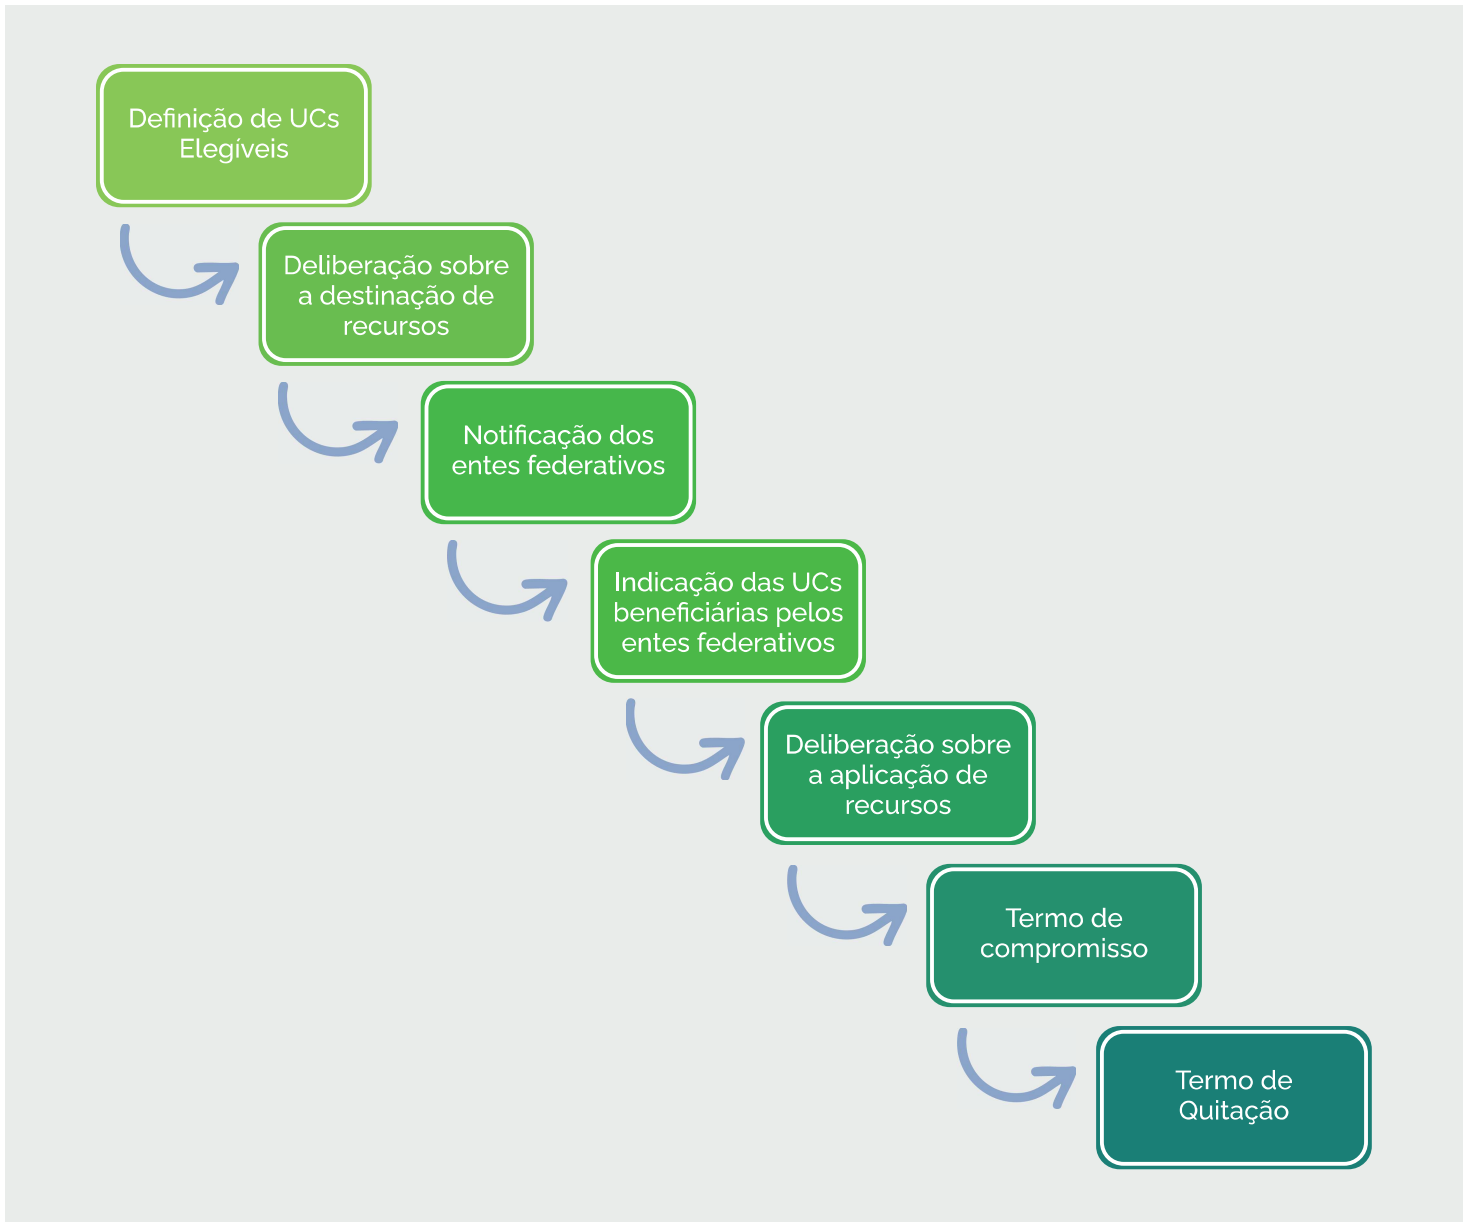 Definição de UCs
Elegíveis
Deliberação sobre
a destinação de
recursos
Notificação dos
entes federativos
Indicação das UCs
beneficiárias pelos
entes federativos
Deliberação sobre
a aplicação de
recursos
Termo de
compromisso
Termo de
Quitação